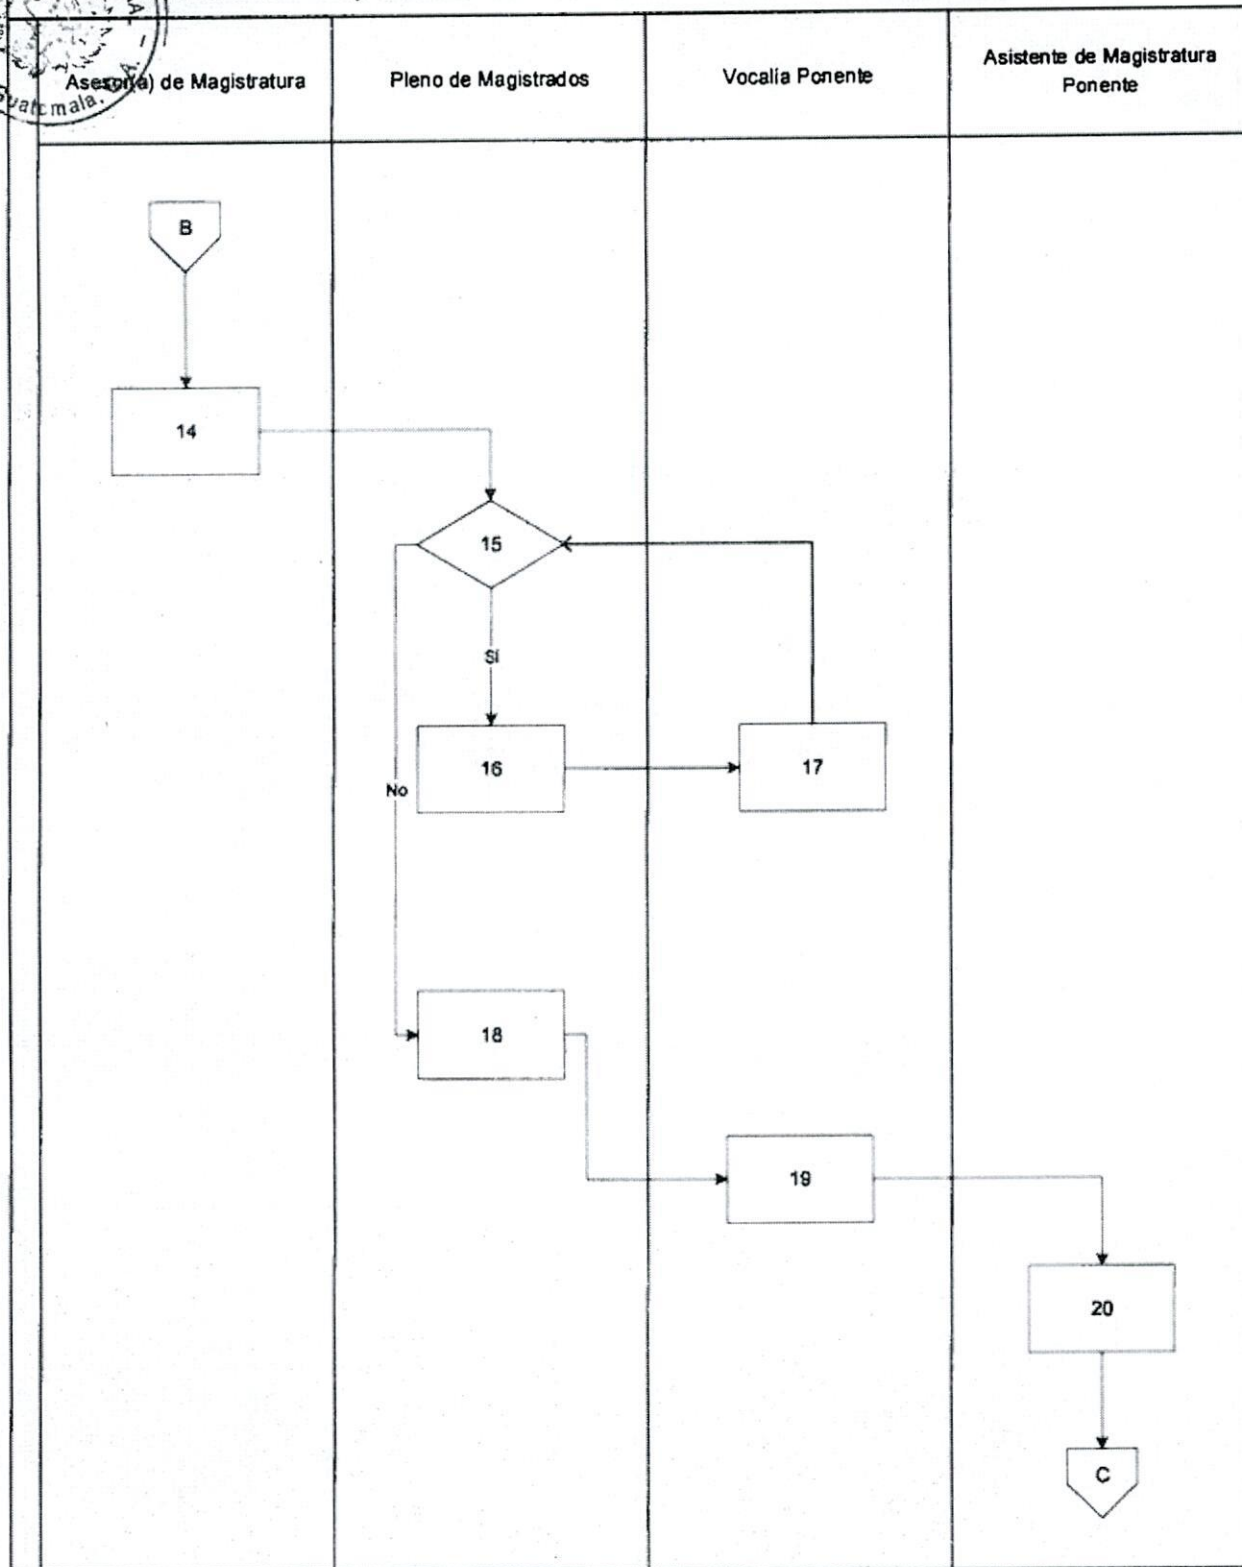 Asesor(a) de Magistratura
Pleno de Magistrados
Vocalía Ponente
Asistente de Magistratura
Ponente
B
14
15
Sí
16
17
No
18
19
20
C